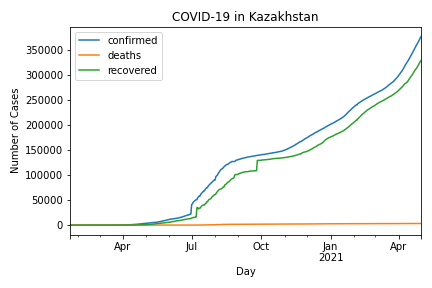 COVID-19 in Kazakhstan
confirmed
deaths
recovered
Number of Cases
350000
300000
250000
200000
150000
100000
50000
0
Apr
Jul
Oct
Jan
2021
Apr
Day